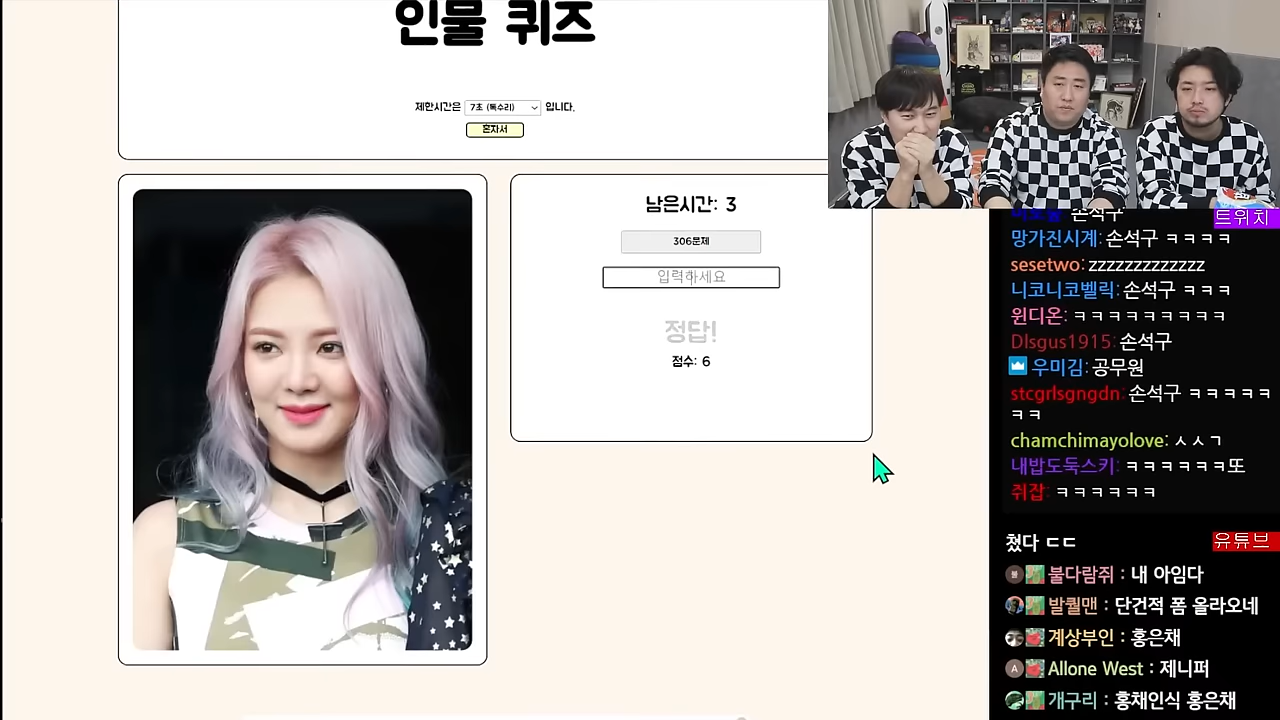 인물 퀴즈
제한시간은 7초 (독수리) 입니다.
혼자서
남은시간: 3
306문제
입력하세요
정답!
점수: 6
손석구
트위치
망가진시계: 손석구 ㅋㅋㅋㅋ
sesetwo: zzzzzzzzzzzzz
니코니코벨릭: 손석구 ㅋㅋㅋ
윈디온: ㅋㅋㅋㅋㅋㅋㅋㅋㅋ
Dlsgus1915: 손석구
우미김: 공무원
stcgrlsgngdn: 손석구 ㅋㅋㅋㅋㅋ
ㅋㅋ
chamchimayolove: ㅅㅅㄱ
내밥도둑스키: ㅋㅋㅋㅋㅋㅋ또
쥐잡: ㅋㅋㅋㅋㅋㅋ
쳤다 ㄷㄷ
유튜브
불다람쥐 : 내 아임다
발퀄맨 : 단건적 폼 올라오네
계상부인 : 홍은채
Allone West : 제니퍼
개구리 : 홍채인식 홍은채